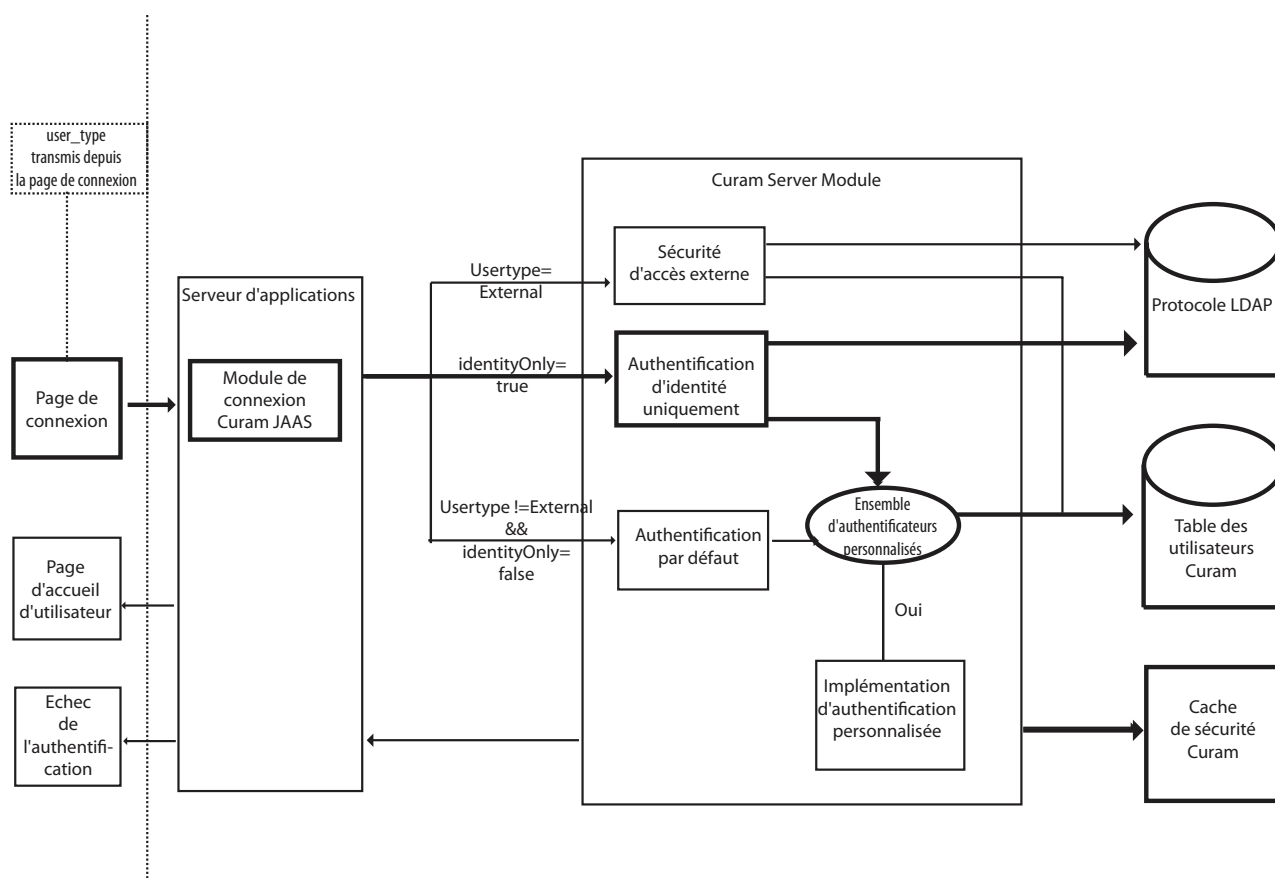 user_type
transmis depuis
la page de connexion
Curam Server Module
Sécurité
d'accès externe
Usertype=
External
Protocole LDAP
Serveur d'applications
Module de
connexion
Curam JAAS
Page de
connexion
identityOnly=
true
Authentification
d'identité
uniquement
Usertype !=External
&&
identityOnly=
false
Authentification
par défaut
Ensemble
d'authentificateurs
personnalisés
Table des
utilisateurs
Curam
Page
d'accueil
d'utilisateur
Oui
Implémentation
d'authentification
personnalisée
Echec
de
l'authentifi-
cation
Cache
de sécurité
Curam